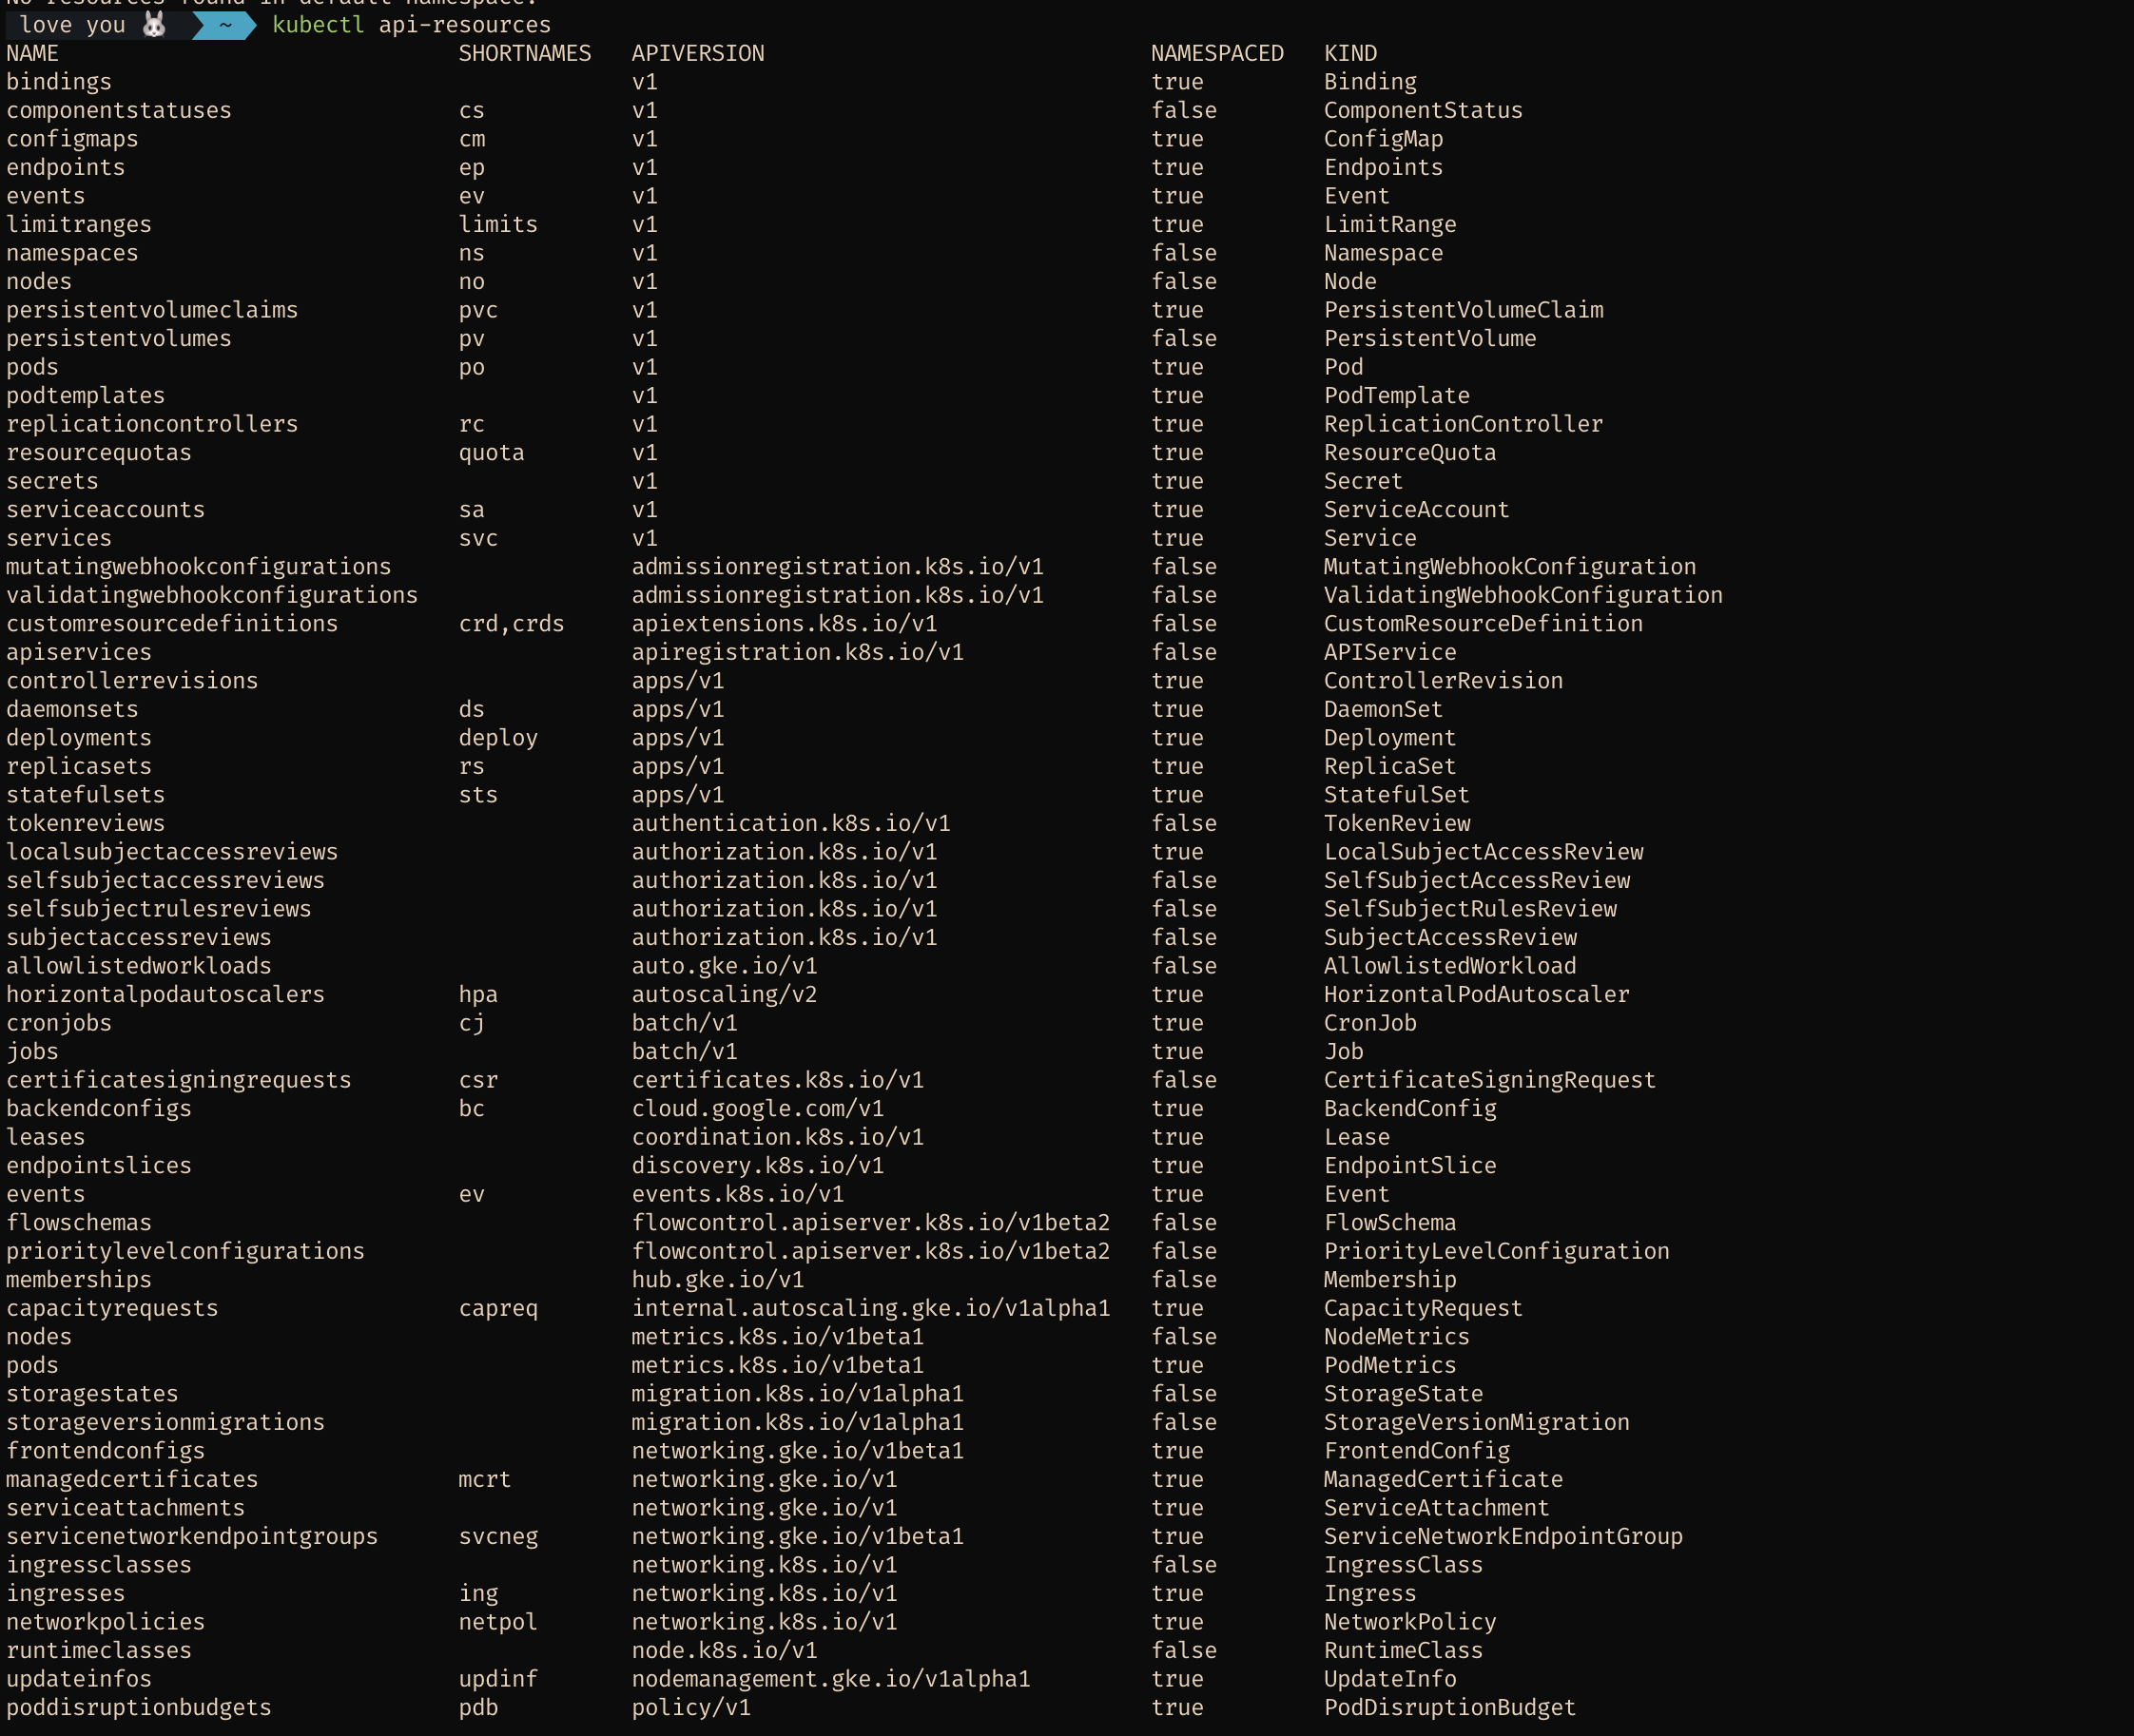 No resources found in default namespace.
love you 🐰 ~ kubectl api-resources
NAME SHORTNAMES APIVERSION NAMESPACED KIND
bindings v1 true Binding
componentstatuses cs v1 false ComponentStatus
configmaps cm v1 true ConfigMap
endpoints ep v1 true Endpoints
events ev v1 true Event
limitranges limits v1 true LimitRange
namespaces ns v1 false Namespace
nodes no v1 false Node
persistentvolumeclaims pvc v1 true PersistentVolumeClaim
persistentvolumes pv v1 false PersistentVolume
pods po v1 true Pod
podtemplates v1 true PodTemplate
replicationcontrollers rc v1 true ReplicationController
resourcequotas quota v1 true ResourceQuota
secrets v1 true Secret
serviceaccounts sa v1 true ServiceAccount
services svc v1 true Service
mutatingwebhookconfigurations admissionregistration.k8s.io/v1 false MutatingWebhookConfiguration
validatingwebhookconfigurations admissionregistration.k8s.io/v1 false ValidatingWebhookConfiguration
customresourcedefinitions crd,crds apiextensions.k8s.io/v1 false CustomResourceDefinition
apiservices apiregistration.k8s.io/v1 false APIService
controllerrevisions apps/v1 true ControllerRevision
daemonsets ds apps/v1 true DaemonSet
deployments deploy apps/v1 true Deployment
replicasets rs apps/v1 true ReplicaSet
statefulsets sts apps/v1 true StatefulSet
tokenreviews authentication.k8s.io/v1 false TokenReview
localsubjectaccessreviews authorization.k8s.io/v1 true LocalSubjectAccessReview
selfsubjectaccessreviews authorization.k8s.io/v1 false SelfSubjectAccessReview
selfsubjectrulesreviews authorization.k8s.io/v1 false SelfSubjectRulesReview
subjectaccessreviews authorization.k8s.io/v1 false SubjectAccessReview
allowlistedworkloads auto.gke.io/v1 false AllowlistedWorkload
horizontalpodautoscalers hpa autoscaling/v2 true HorizontalPodAutoscaler
cronjobs cj batch/v1 true CronJob
jobs batch/v1 true Job
certificatesigningrequests csr certificates.k8s.io/v1 false CertificateSigningRequest
backendconfigs bc cloud.google.com/v1 true BackendConfig
leases coordination.k8s.io/v1 true Lease
endpointslices discovery.k8s.io/v1 true EndpointSlice
events ev events.k8s.io/v1 true Event
flowschemas flowcontrol.apiserver.k8s.io/v1beta2 false FlowSchema
prioritylevelconfigurations flowcontrol.apiserver.k8s.io/v1beta2 false PriorityLevelConfiguration
memberships hub.gke.io/v1 false Membership
capacityrequests capreq internal.autoscaling.gke.io/v1alpha1 true CapacityRequest
nodes metrics.k8s.io/v1beta1 false NodeMetrics
pods metrics.k8s.io/v1beta1 true PodMetrics
storagestates migration.k8s.io/v1alpha1 false StorageState
storageversionmigrations migration.k8s.io/v1alpha1 false StorageVersionMigration
frontendconfigs networking.gke.io/v1beta1 true FrontendConfig
managedcertificates mcrt networking.gke.io/v1 true ManagedCertificate
serviceattachments networking.gke.io/v1 true ServiceAttachment
servicenetworkendpointgroups svcneg networking.gke.io/v1beta1 true ServiceNetworkEndpointGroup
ingressclasses networking.k8s.io/v1 false IngressClass
ingresses ing networking.k8s.io/v1 true Ingress
networkpolicies netpol networking.k8s.io/v1 true NetworkPolicy
runtimeclasses node.k8s.io/v1 false RuntimeClass
updateinfos updinf nodemanagement.gke.io/v1alpha1 true UpdateInfo
poddisruptionbudgets pdb policy/v1 true PodDisruptionBudget